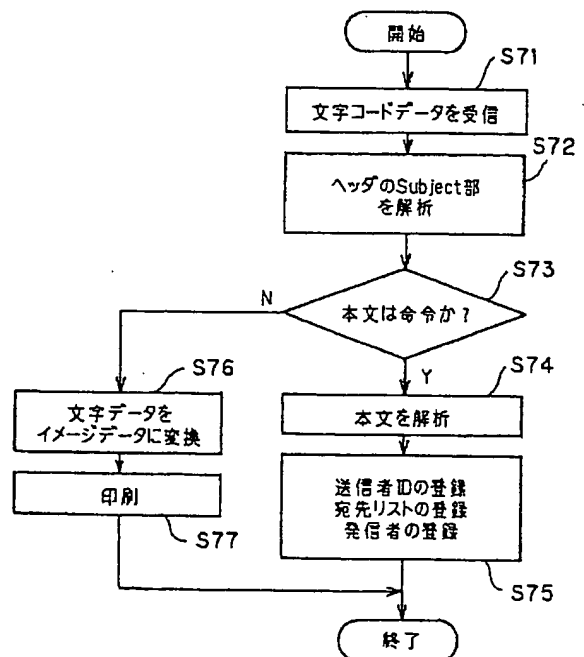 開始
S71
文字コードデータを受信
S72
ヘッダのSubject部
を解析
S73
本文は命令か?
N
Y
S74
本文を解析
S76
文字データを
イメージデータに変換
印刷
S77
送信者IDの登録
宛先リストの登録
発信者の登録
S75
終了